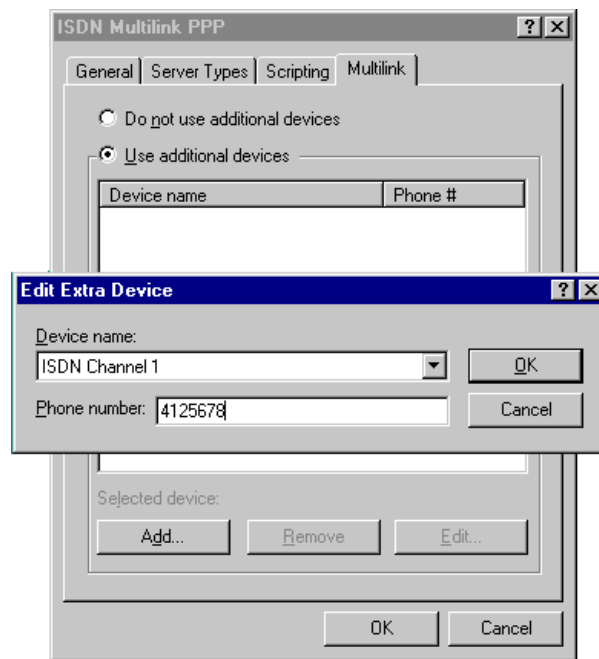 ISDN Multilink PPP
General Server Types Scripting Multilink
Do not use additional devices
Use additional devices
Device name Phone #
Edit Extra Device
Device name:
ISDN Channel 1
OK
Phone number: 4125678
Cancel
Selected device:
Add... Remove Edit...
OK Cancel